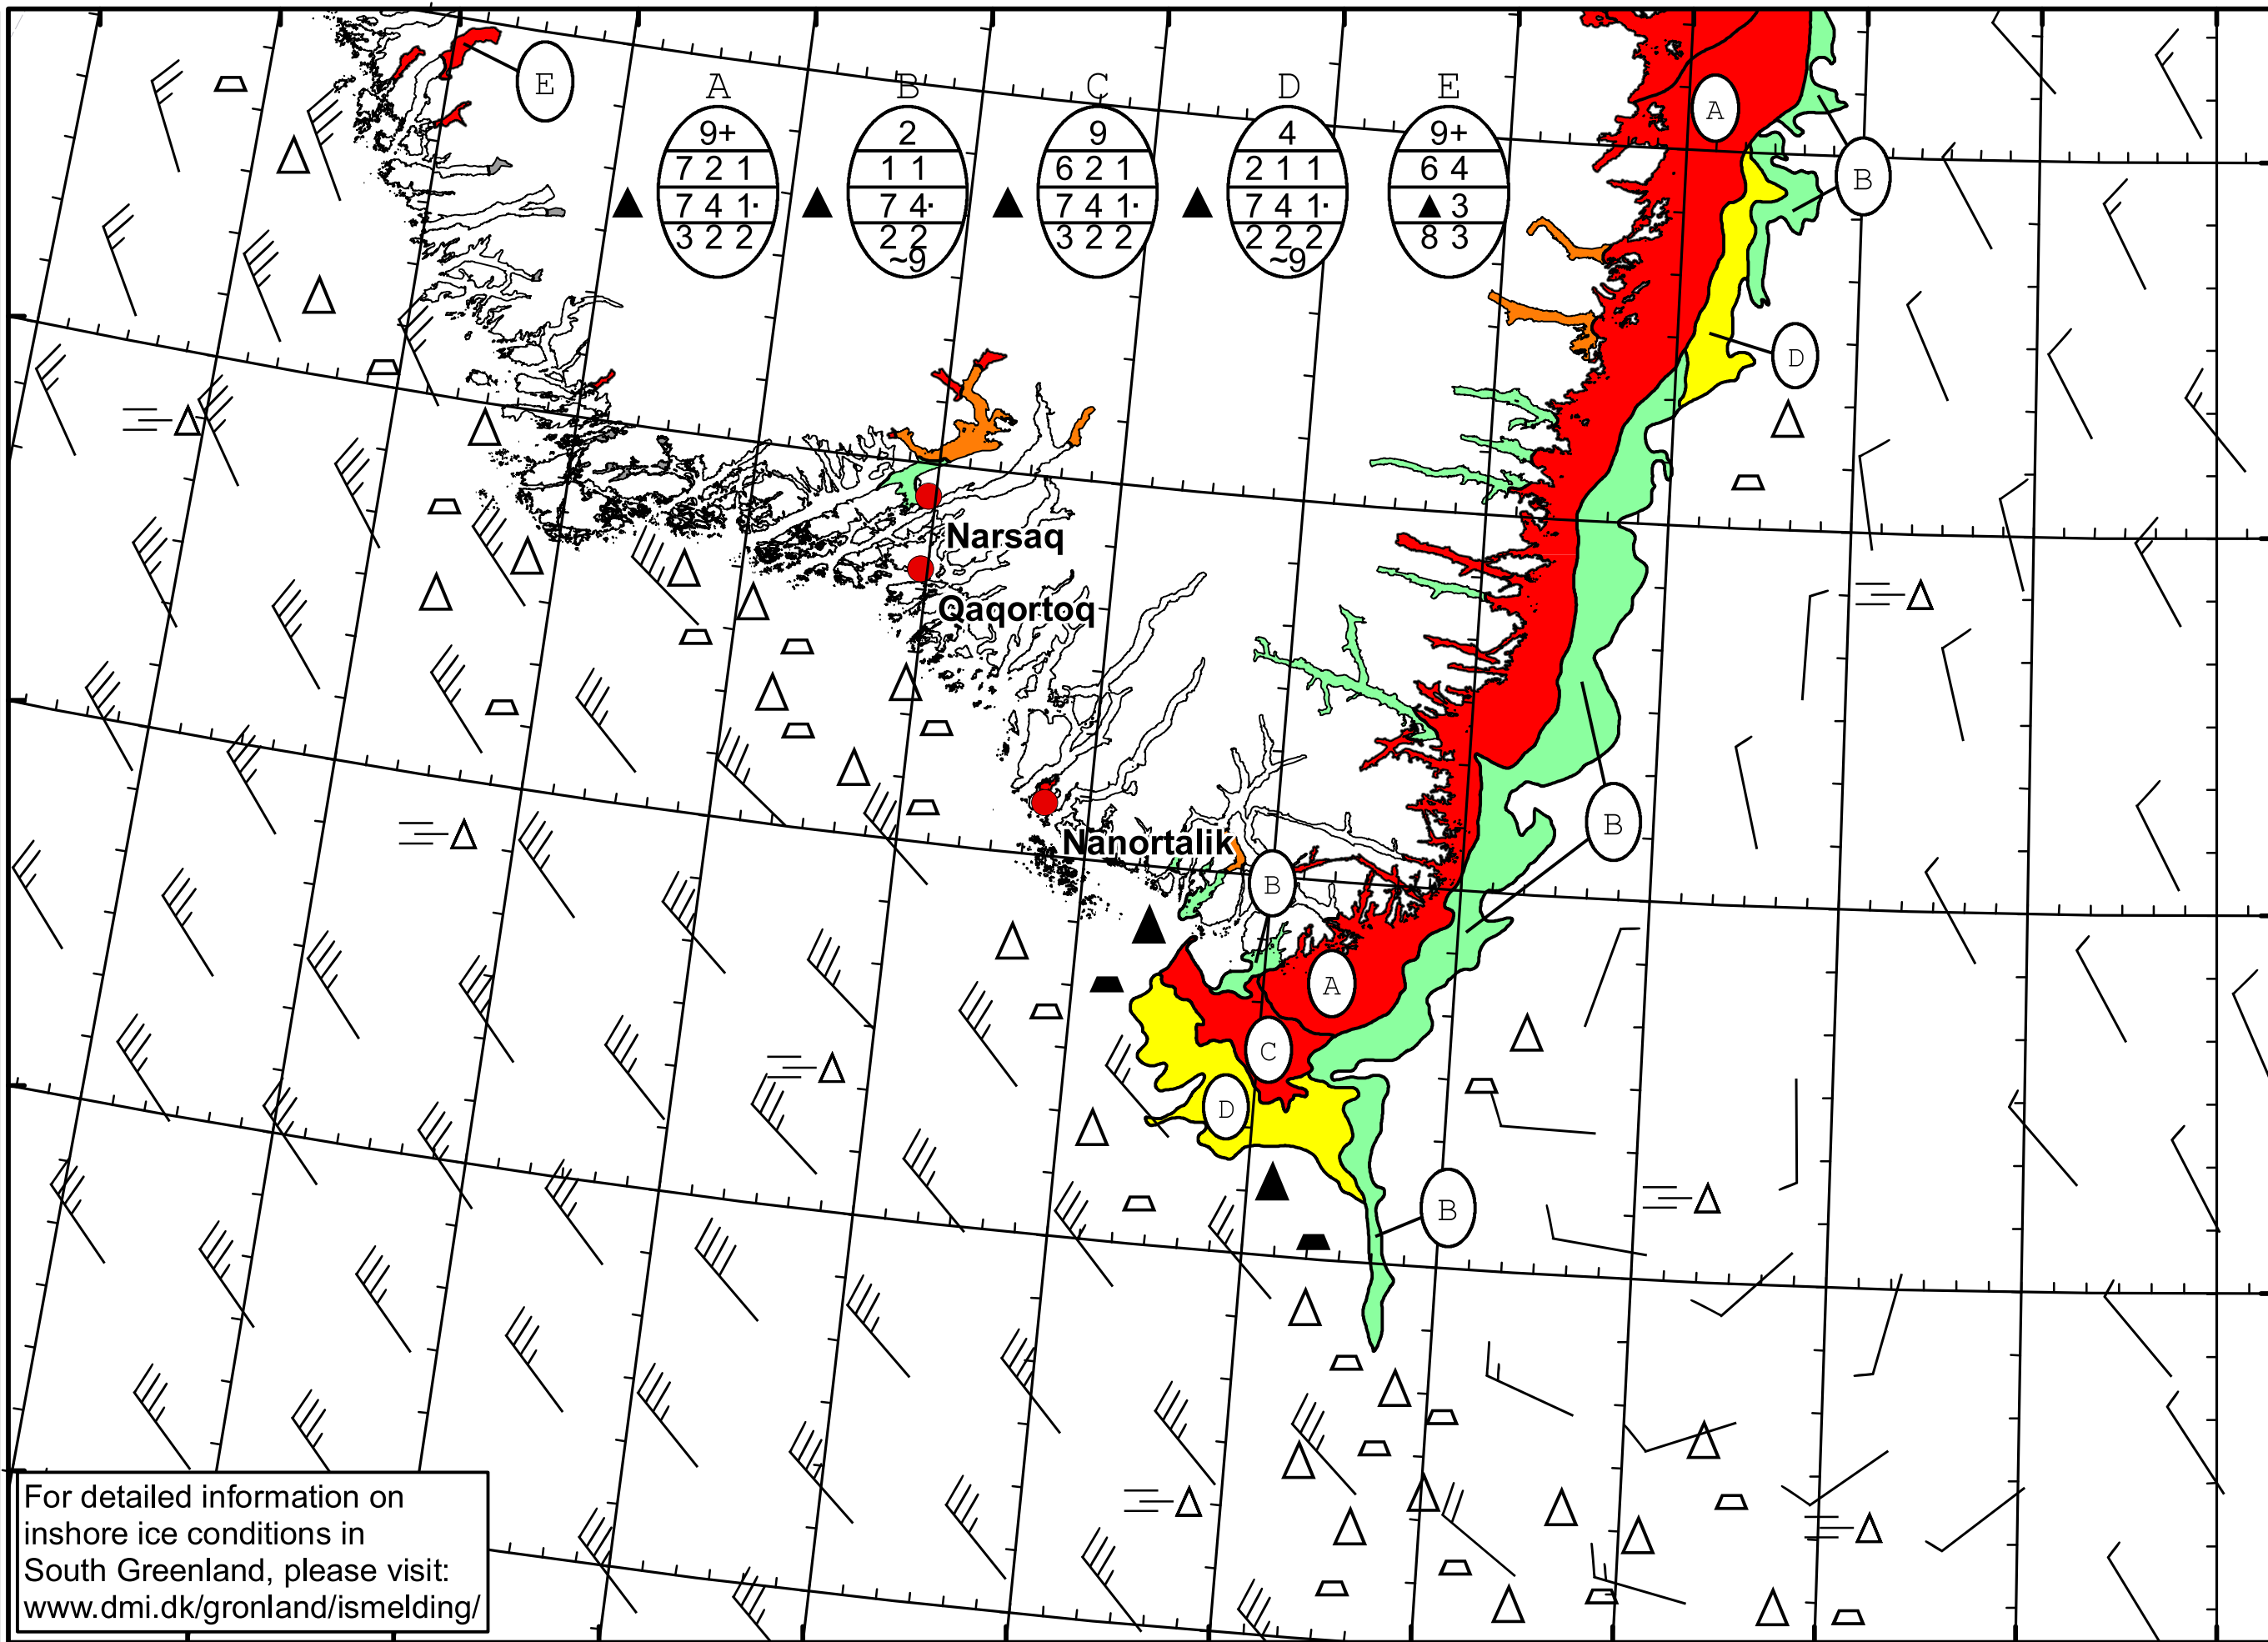 A B C D E
9+ 2 9 4 9+
7 2 1 1 1 6 2 1 2 1 1 6 4
▲ 7 4 1· ▲ 7 4· ▲ 7 4 1· ▲ 7 4 1· ▲ 3
3 2 2 2 2 3 2 2 2 2 2 8 3
~9 ~9
E
A
B
D
Narsaq
Qaqortoq
B
Nanortalik
B
A
C
D
B
For detailed information on
inshore ice conditions in
South Greenland, please visit:
www.dmi.dk/gronland/ismelding/